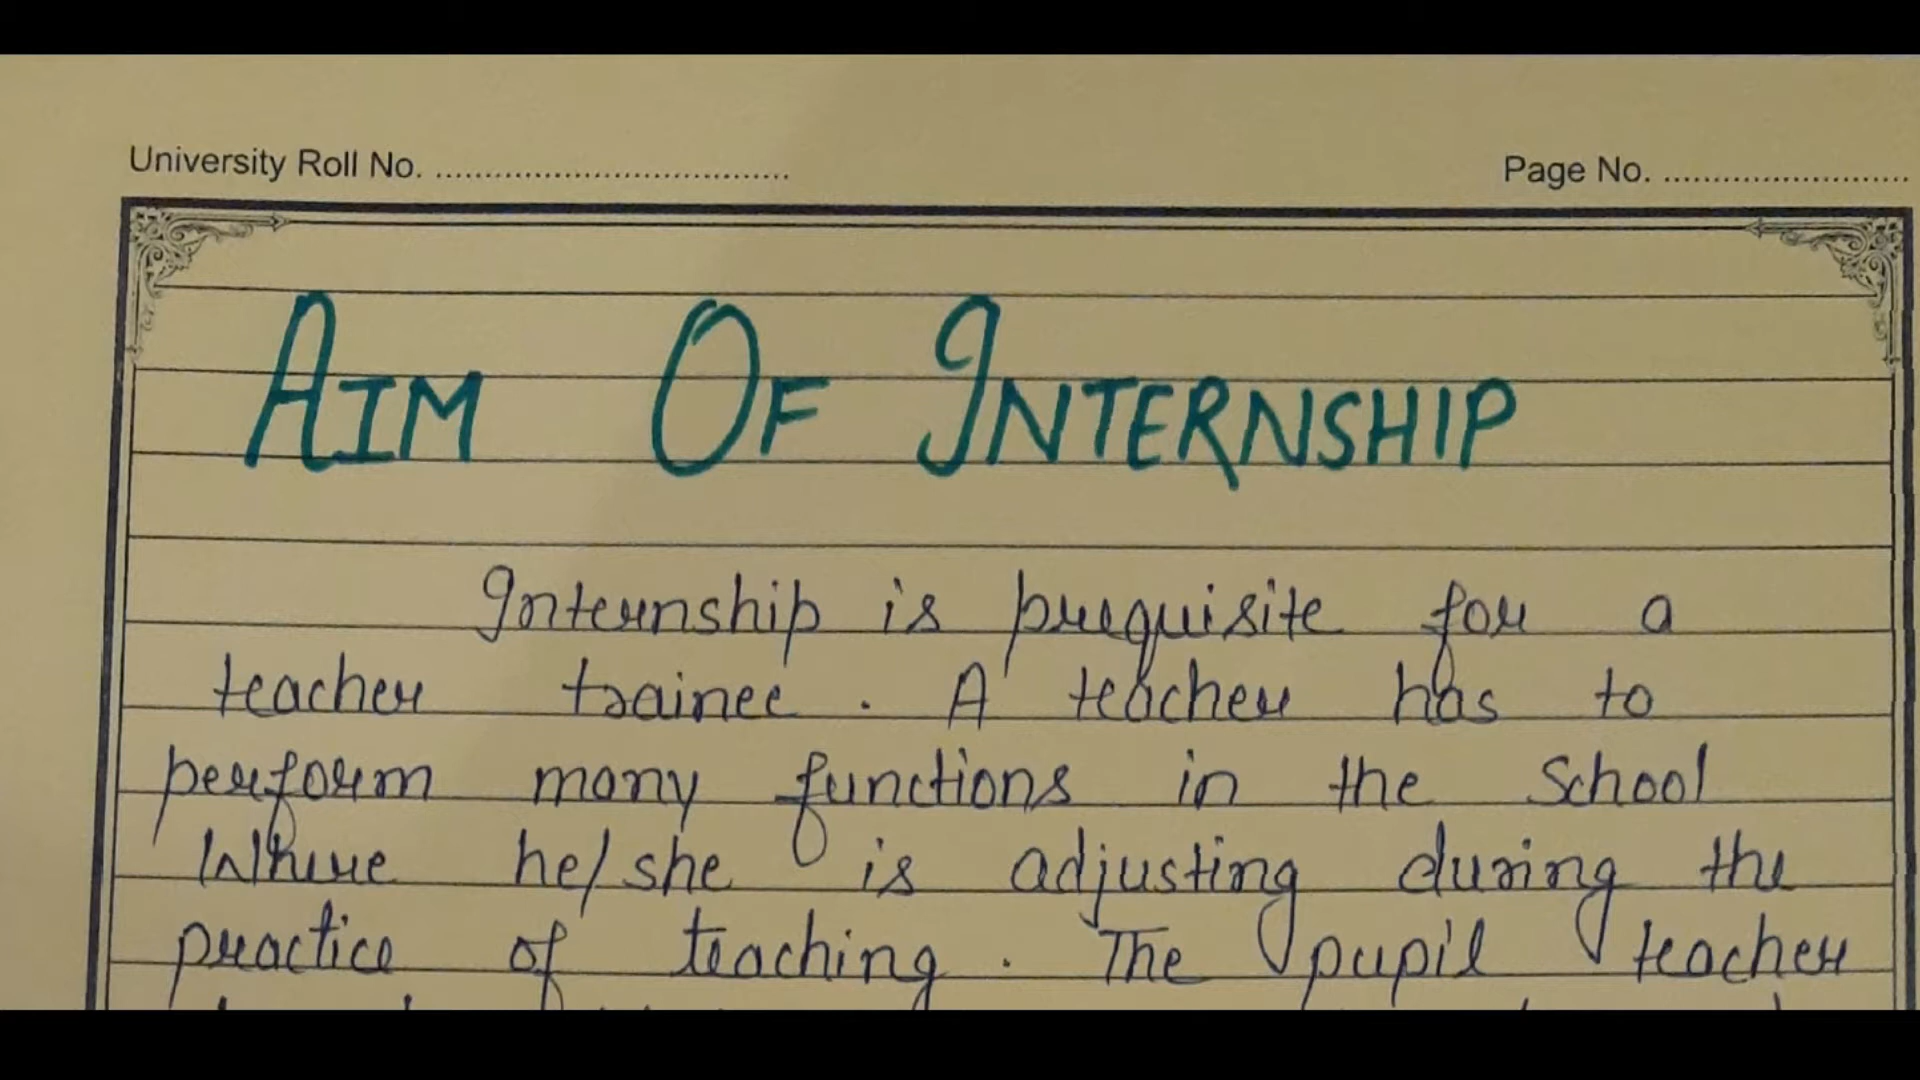 University Roll No. ....................................
Page No. .........................
AIM OF INTERNSHIP
Internship is prequisite for a
teacher trainee. A teacher has to
perform many functions in the School
Where he/she is adjusting during the
practice of teaching. The pupil teacher